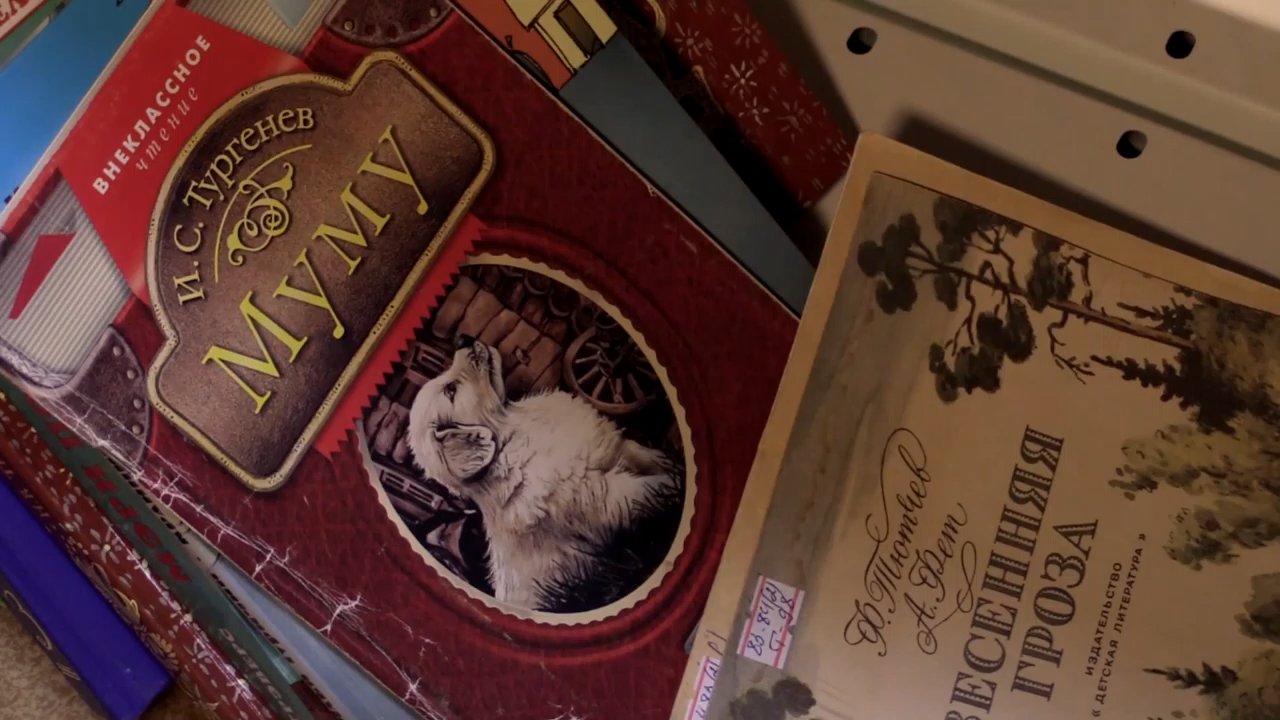 ВНЕКЛАССНОЕ
чтение
И. С. Тургенев
Муму
Ф. Тютчев
А. Фет
ВЕСЕННЯЯ
ГРОЗА
ИЗДАТЕЛЬСТВО
« ДЕТСКАЯ ЛИТЕРАТУРА »